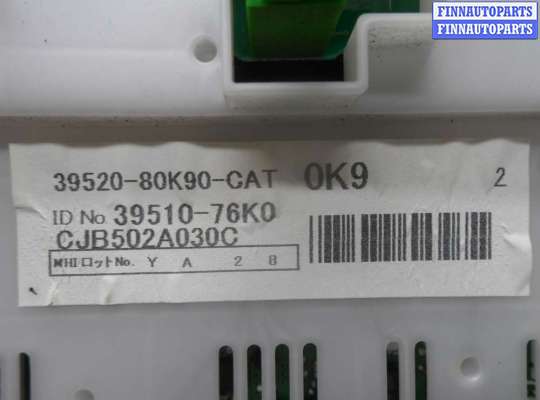 FINNAUTOPARTS
FINNAUTOPARTS
39520-80K90-CAT 0K9 2
ID No. 39510-76K0
CJB502A030C
MHIロットNo. Y A 2 8